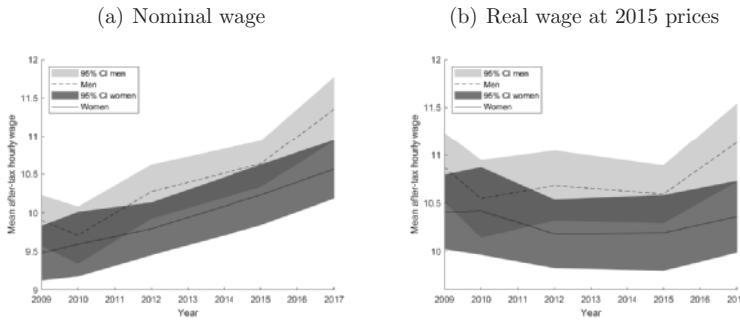 (a) Nominal wage
(b) Real wage at 2015 prices
12
11.5
11
10.5
10
9.5
9
Mean after-tax hourly wage
95% CI men
Men
95% CI women
Women
2009 2010 2011 2012 2013 2014 2015 2016 2017
Year
12
11.5
11
10.5
10
Mean after-tax hourly wage
95% CI men
Men
95% CI women
Women
2009 2010 2011 2012 2013 2014 2015 2016 201
Year